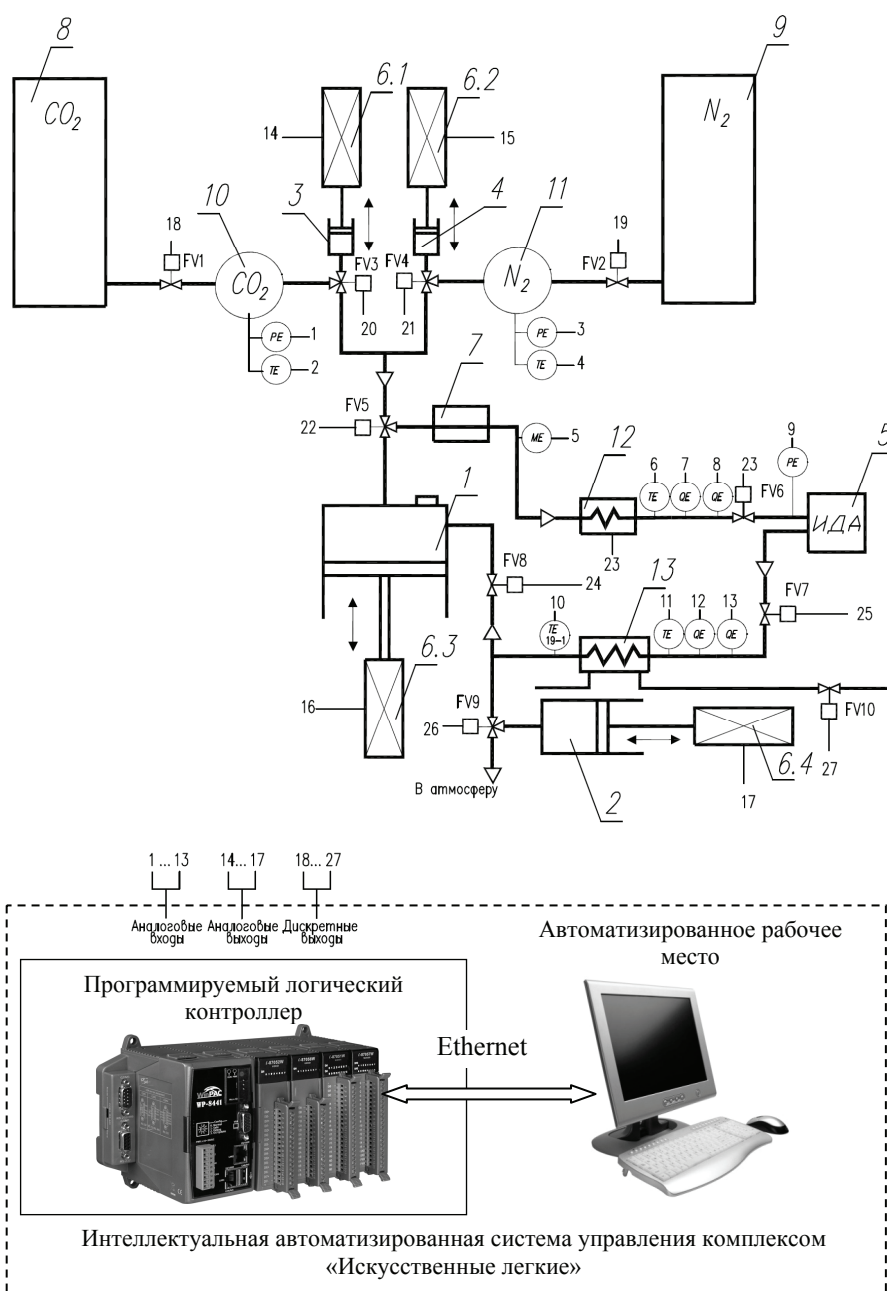 8
9
6.1
6.2
CO₂
N₂
14
15
10
3
4
11
18
19
FV1
FV3
FV4
FV2
CO₂
N₂
20
21
PE
1
TE
2
PE
3
TE
4
7
FV5
22
ME
5
12
9
5
6
7
8
23
PE
TE
QE
QE
FV6
ИДА
1
23
FV8
24
13
FV7
10
11
12
13
25
TE
19-1
TE
QE
QE
6.3
16
FV9
26
FV10
27
2
6.4
17
В атмосферу
1 ... 13
14... 17
18... 27
Аналоговые входы
Аналоговые выходы
Дискретные выходы
Автоматизированное рабочее
место
Программируемый логический
контроллер
Ethernet
WinPAC
WP-8441
Интеллектуальная автоматизированная система управления комплексом
«Искусственные легкие»